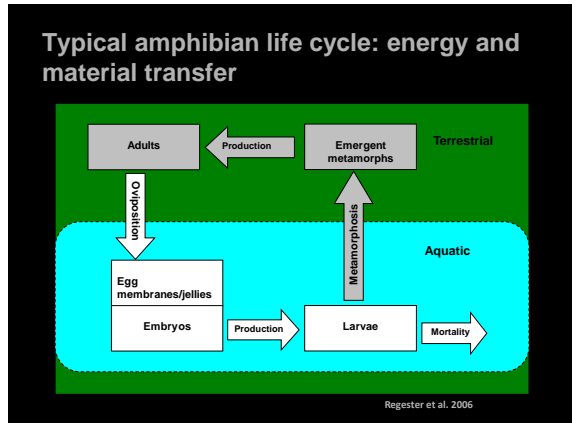 Typical amphibian life cycle: energy and
material transfer
Adults
Production
Emergent
metamorphs
Terrestrial
Oviposition
Metamorphosis
Aquatic
Egg
membranes/jellies
Embryos
Production
Larvae
Mortality
Regester et al. 2006